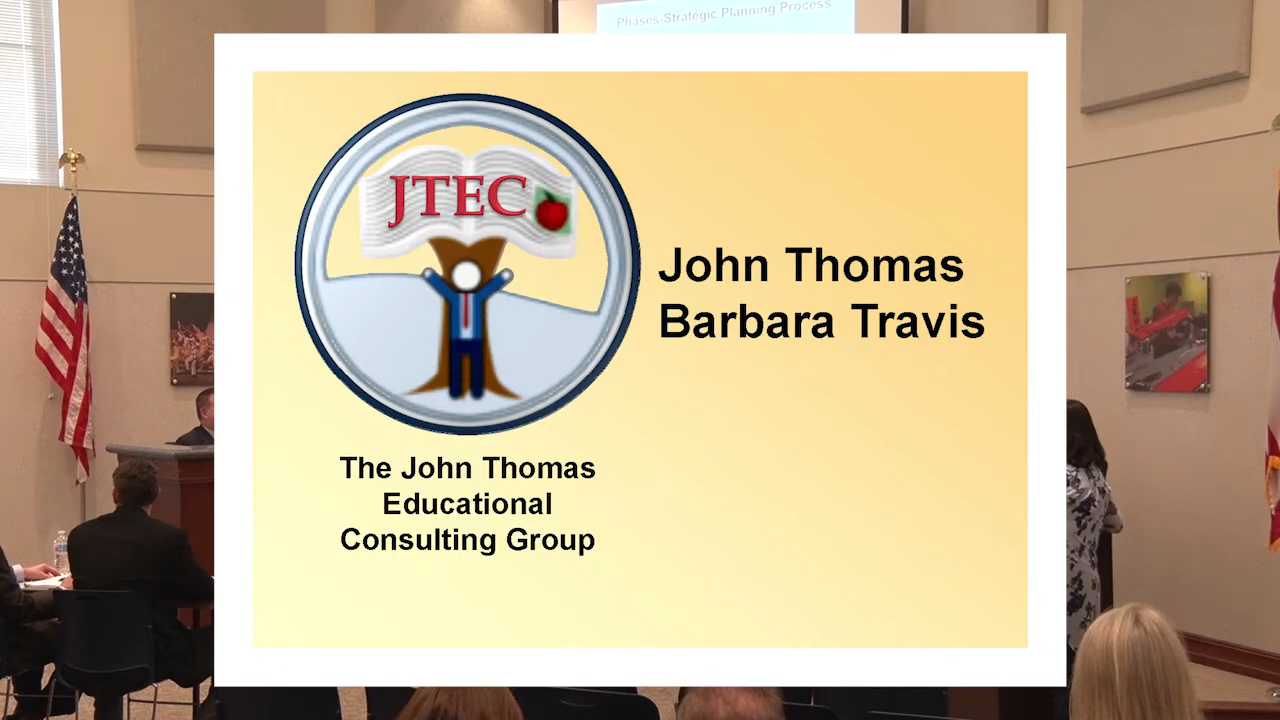 Phases-Strategic Planning Process
JTEC
John Thomas
Barbara Travis
The John Thomas
Educational
Consulting Group